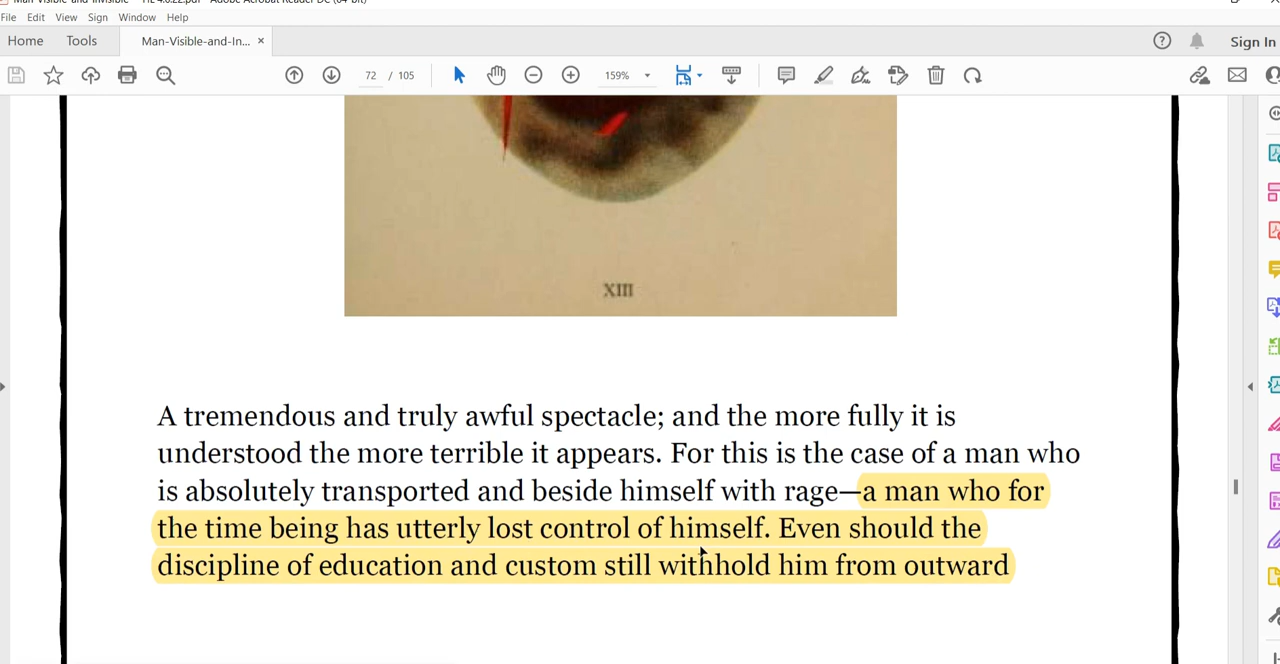 File Edit View Sign Window Help
Home Tools Man-Visible-and-In... × Sign In
72 / 105 159%
XIII
A tremendous and truly awful spectacle; and the more fully it is
understood the more terrible it appears. For this is the case of a man who
is absolutely transported and beside himself with rage—a man who for
the time being has utterly lost control of himself. Even should the
discipline of education and custom still withhold him from outward